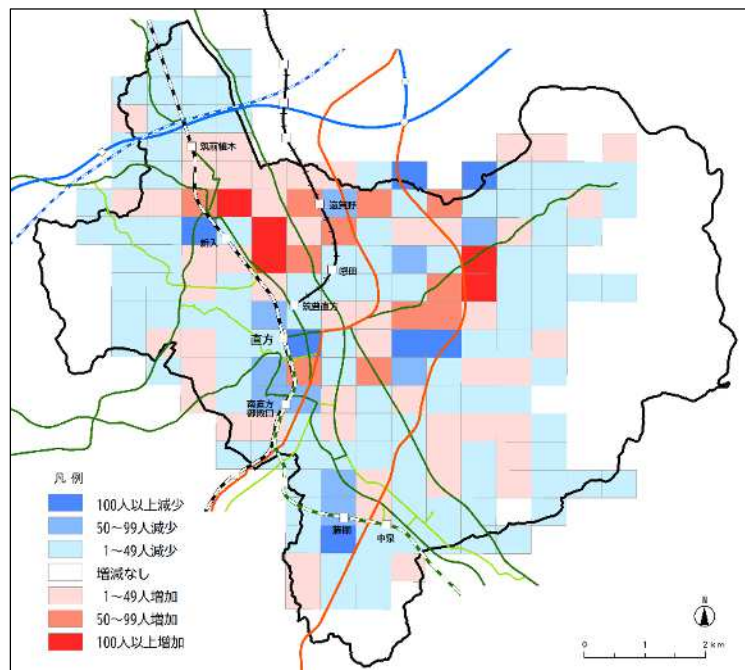 筑前植木
遠賀野
新入
感田
筑豊直方
直方
南直方
御殿口
藤棚
中泉
凡 例
100人以上減少
50～99人減少
1～49人減少
増減なし
1～49人増加
50～99人増加
100人以上増加
N
0 1 2 km